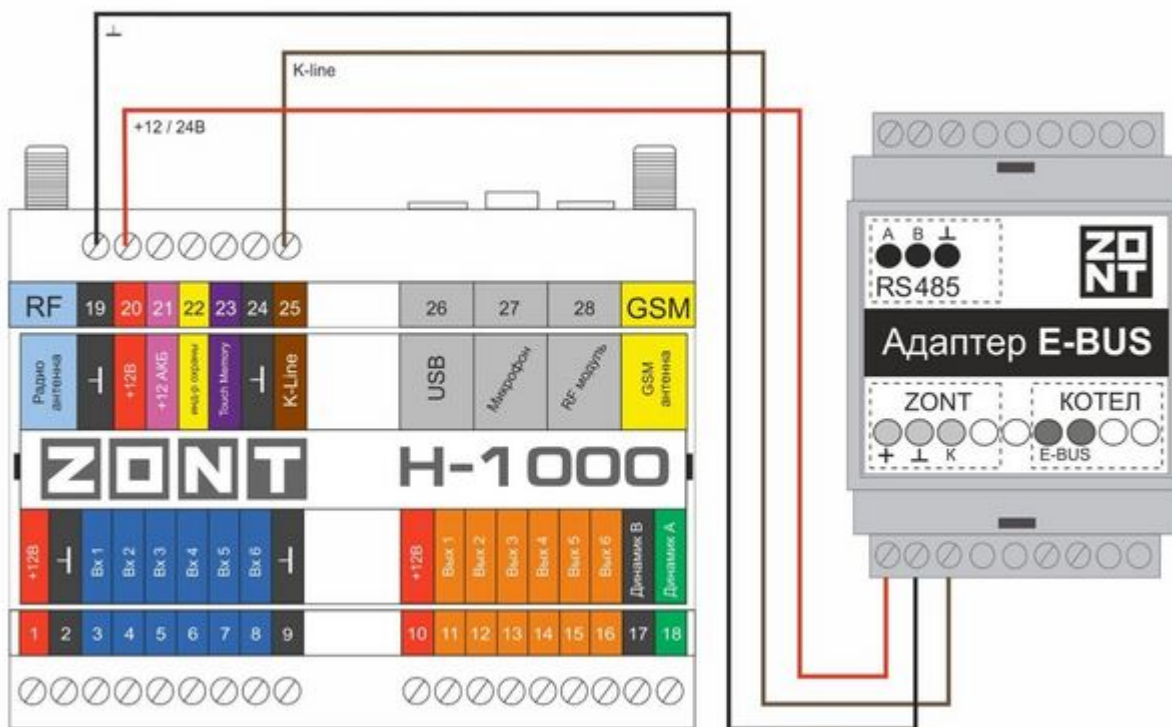 ⊥
K-line
+12 / 24В
RF 19 20 21 22 23 24 25 26 27 28 GSM
Радио антенна
⊥
+12В
+12 АКБ
инд-р охраны
Touch Memory
⊥
K-Line
USB
Микрофон
RF модуль
GSM антенна
ZONT H-1000
+12В
⊥
Вх 1
Вх 2
Вх 3
Вх 4
Вх 5
Вх 6
⊥
+12В
Вых 1
Вых 2
Вых 3
Вых 4
Вых 5
Вых 6
Динамик В
Динамик А
1 2 3 4 5 6 7 8 9 10 11 12 13 14 15 16 17 18
A B ⊥
RS485
ZONT
Адаптер E-BUS
ZONT КОТЕЛ
+ ⊥ K E-BUS